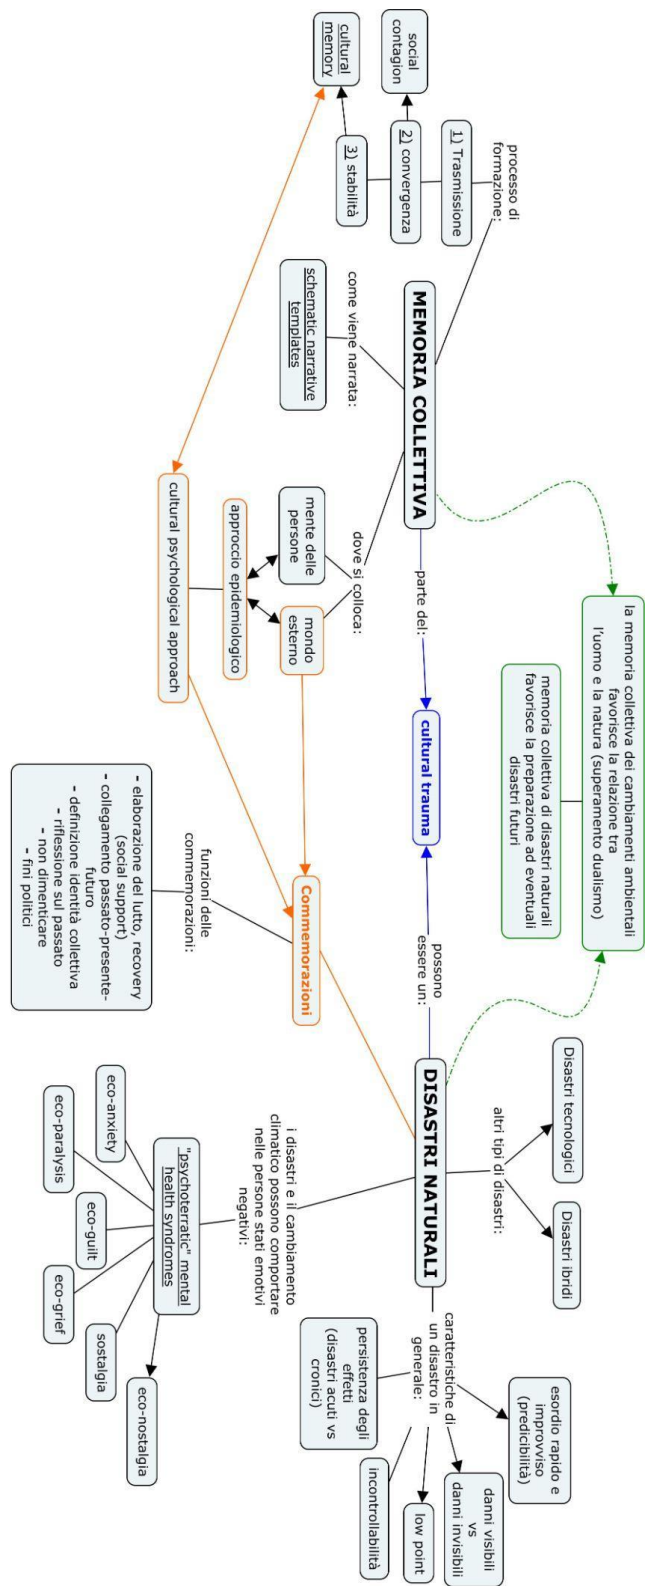 la memoria collettiva dei cambiamenti ambientali
favorisce la relazione tra
l'uomo e la natura (superamento dualismo)
memoria collettiva di disastri naturali
favorisce la preparazione ad eventuali
disastri futuri
social
contagion
cultural
memory
processo di
formazione:
1) Trasmissione
2) convergenza
3) stabilità
MEMORIA COLLETTIVA
come viene narrata:
schematic narrative
templates
dove si colloca:
mente delle
persone
mondo
esterno
approccio epidemiologico
cultural psychological approach
parte del:
cultural trauma
possono
essere un:
DISASTRI NATURALI
Commemorazioni
funzioni delle
commemorazioni:
- elaborazione del lutto, recovery
(social support)
- collegamento passato-presente-
futuro
- definizione identità collettiva
- riflessione sul passato
- non dimenticare
- fini politici
altri tipi di disastri:
Disastri tecnologici
Disastri ibridi
caratteristiche di
un disastro in
generale:
esordio rapido e
improvviso
(predicibilità)
danni visibili
vs
danni invisibili
low point
incontrollabilità
persistenza degli
effetti
(disastri acuti vs
cronici)
i disastri e il cambiamento
climatico possono comportare
nelle persone stati emotivi
negativi:
"psychoterratic" mental
health syndromes
eco-anxiety
eco-paralysis
eco-guilt
eco-grief
sostalgia
eco-nostalgia